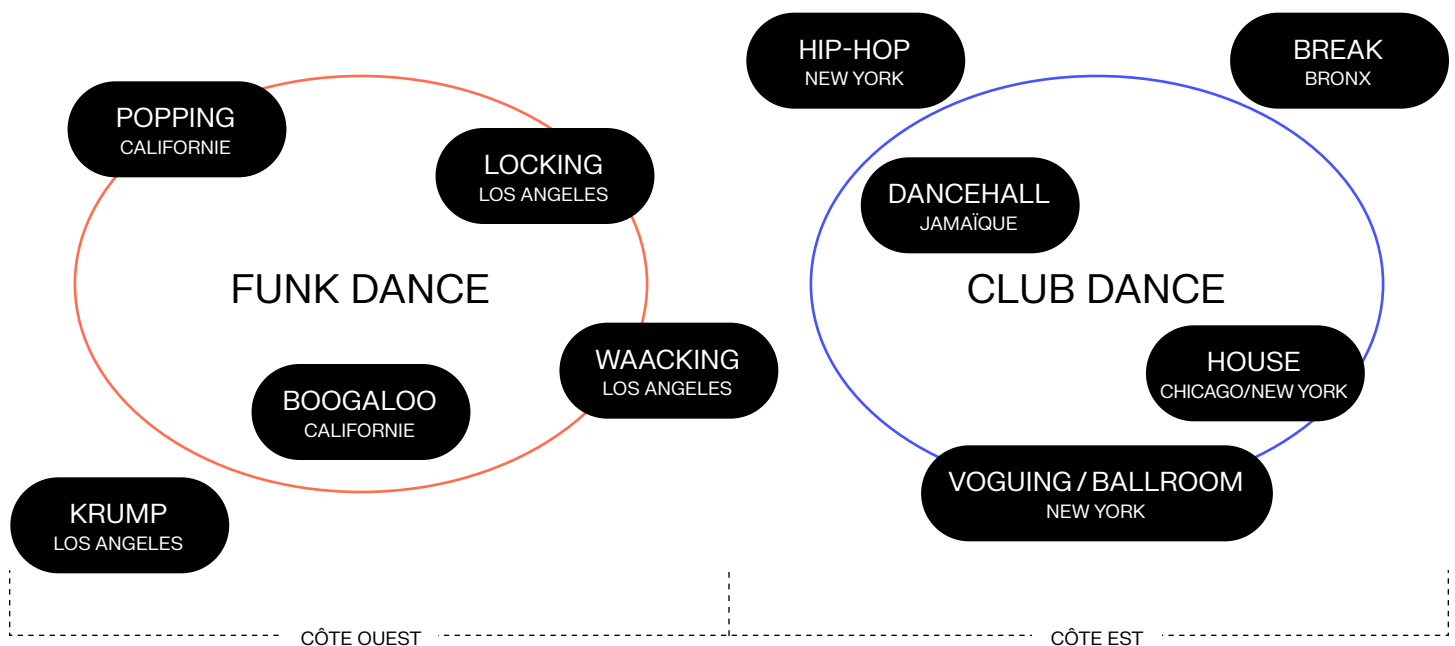 POPPING
CALIFORNIE
LOCKING
LOS ANGELES
FUNK DANCE
WAACKING
LOS ANGELES
BOOGALOO
CALIFORNIE
KRUMP
LOS ANGELES
CÔTE OUEST
HIP-HOP
NEW YORK
BREAK
BRONX
DANCEHALL
JAMAÏQUE
CLUB DANCE
HOUSE
CHICAGO/NEW YORK
VOGUING / BALLROOM
NEW YORK
CÔTE EST